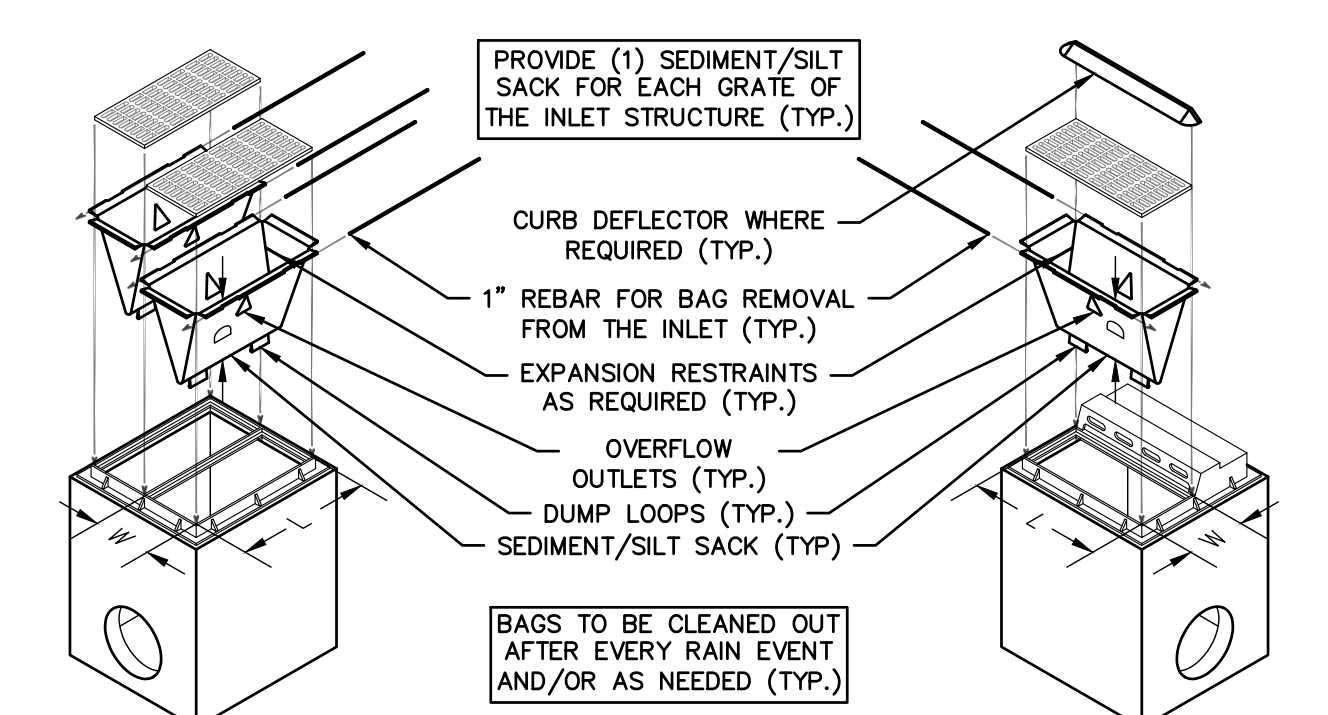 PROVIDE (1) SEDIMENT/SILT
SACK FOR EACH GRATE OF
THE INLET STRUCTURE (TYP.)
CURB DEFLECTOR WHERE
REQUIRED (TYP.)
1" REBAR FOR BAG REMOVAL
FROM THE INLET (TYP.)
EXPANSION RESTRAINTS
AS REQUIRED (TYP.)
OVERFLOW
OUTLETS (TYP.)
DUMP LOOPS (TYP.)
SEDIMENT/SILT SACK (TYP)
W
L
L
W
BAGS TO BE CLEANED OUT
AFTER EVERY RAIN EVENT
AND/OR AS NEEDED (TYP.)